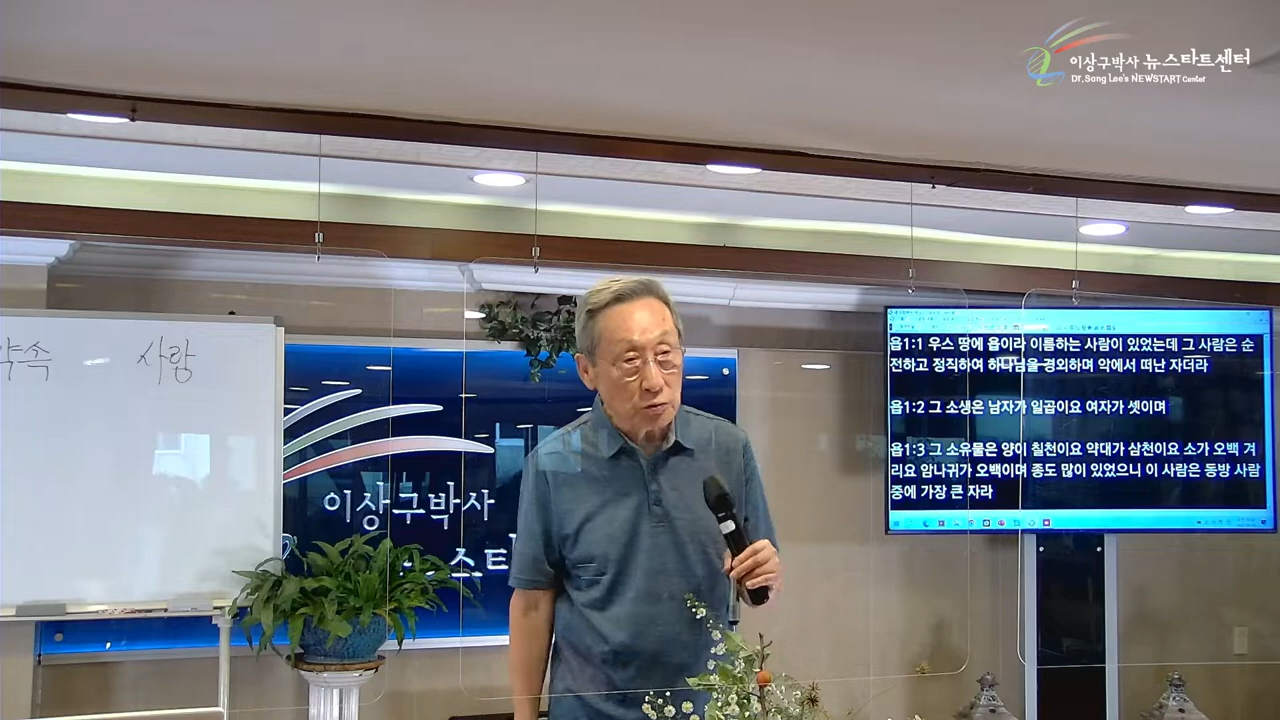 이상구박사 뉴스타트센터
Dr. Sang Lee's NEWSTART Center
약속 사람
이상구박사
스타
욥1:1 우스 땅에 욥이라 이름하는 사람이 있었는데 그 사람은 순
전하고 정직하여 하나님을 경외하며 악에서 떠난 자더라
욥1:2 그 소생은 남자가 일곱이요 여자가 셋이며
욥1:3 그 소유물은 양이 칠천이요 약대가 삼천이요 소가 오백 겨
리요 암나귀가 오백이며 종도 많이 있었으니 이 사람은 동방 사람
중에 가장 큰 자라